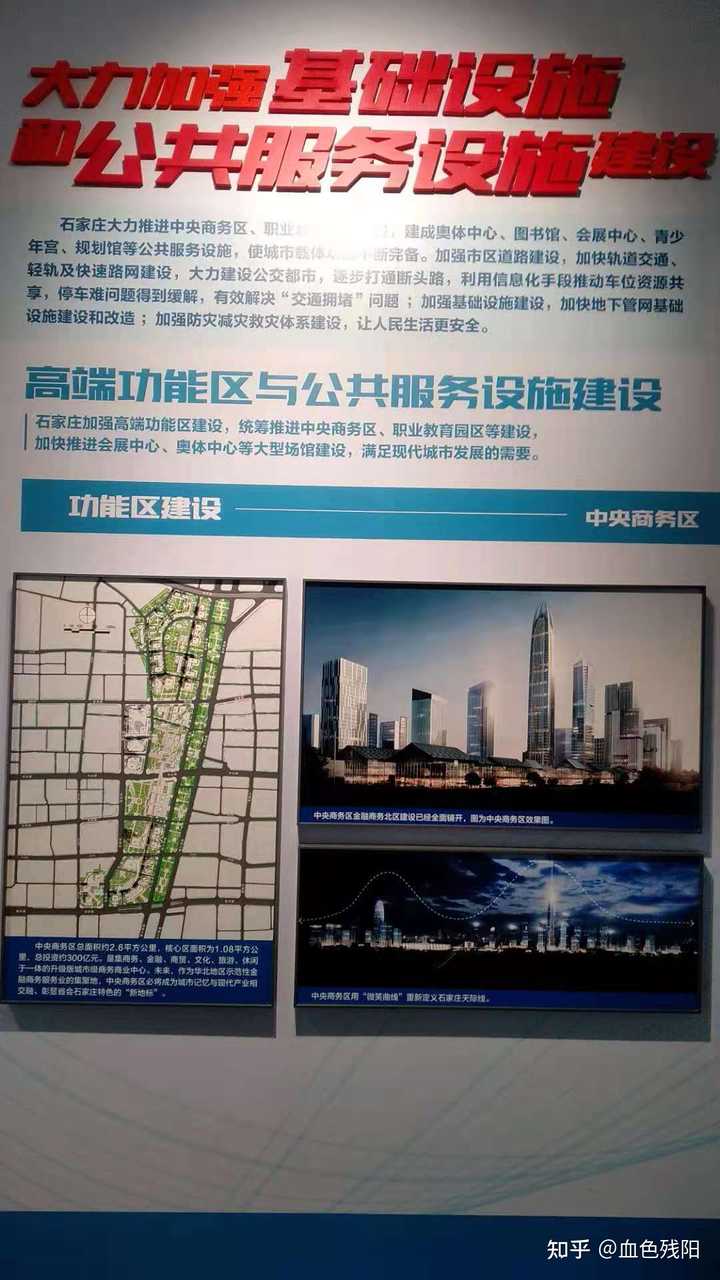 大力加强基础设施
和公共服务设施建设
石家庄大力推进中央商务区、职业 建成奥体中心、图书馆、会展中心、青少
年宫、规划馆等公共服务设施，使城市载体功能不断完备。加强市区道路建设，加快轨道交通、
轻轨及快速路网建设，大力建设公交都市，逐步打通断头路，利用信息化手段推动车位资源共
享，停车难问题得到缓解，有效解决“交通拥堵”问题；加强基础设施建设，加快地下管网基础
设施建设和改造；加强防灾减灾救灾体系建设，让人民生活更安全。
高端功能区与公共服务设施建设
石家庄加强高端功能区建设，统筹推进中央商务区、职业教育园区等建设，
加快推进会展中心、奥体中心等大型场馆建设，满足现代城市发展的需要。
功能区建设 中央商务区
中央商务区总面积约2.6平方公里，核心区面积为1.08平方公
里，总投资约300亿元。是集商务、金融、商贸、文化、旅游、休闲
于一体的升级版城市级商务商业中心。未来，作为华北地区示范性金
融商务服务业的集聚地，中央商务区必将成为城市记忆与现代产业相
交融、彰显省会石家庄特色的“新地标”。
中央商务区金融商务北区建设已经全面铺开，图为中央商务区效果图。
中央商务区用“微笑曲线”重新定义石家庄天际线。
知乎 @血色残阳